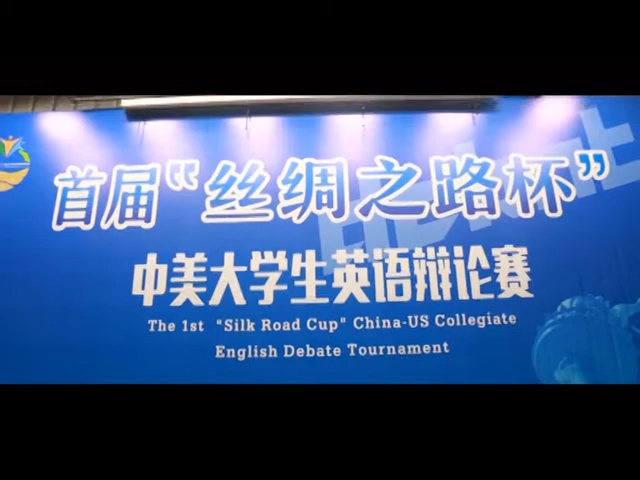 首届“丝绸之路杯”
中美大学生英语辩论赛
The 1st “Silk Road Cup” China-US Collegiate
English Debate Tournament